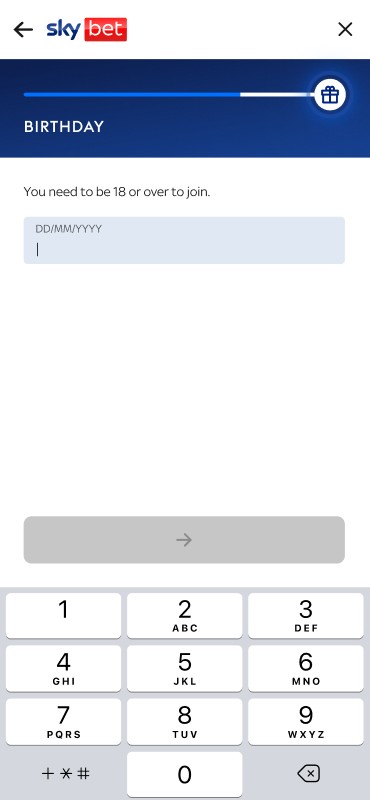 sky bet
BIRTHDAY
You need to be 18 or over to join.
DD/MM/YYYY
1
2
ABC
3
DEF
4
GHI
5
JKL
6
MNO
7
PQRS
8
TUV
9
WXYZ
+ * #
0